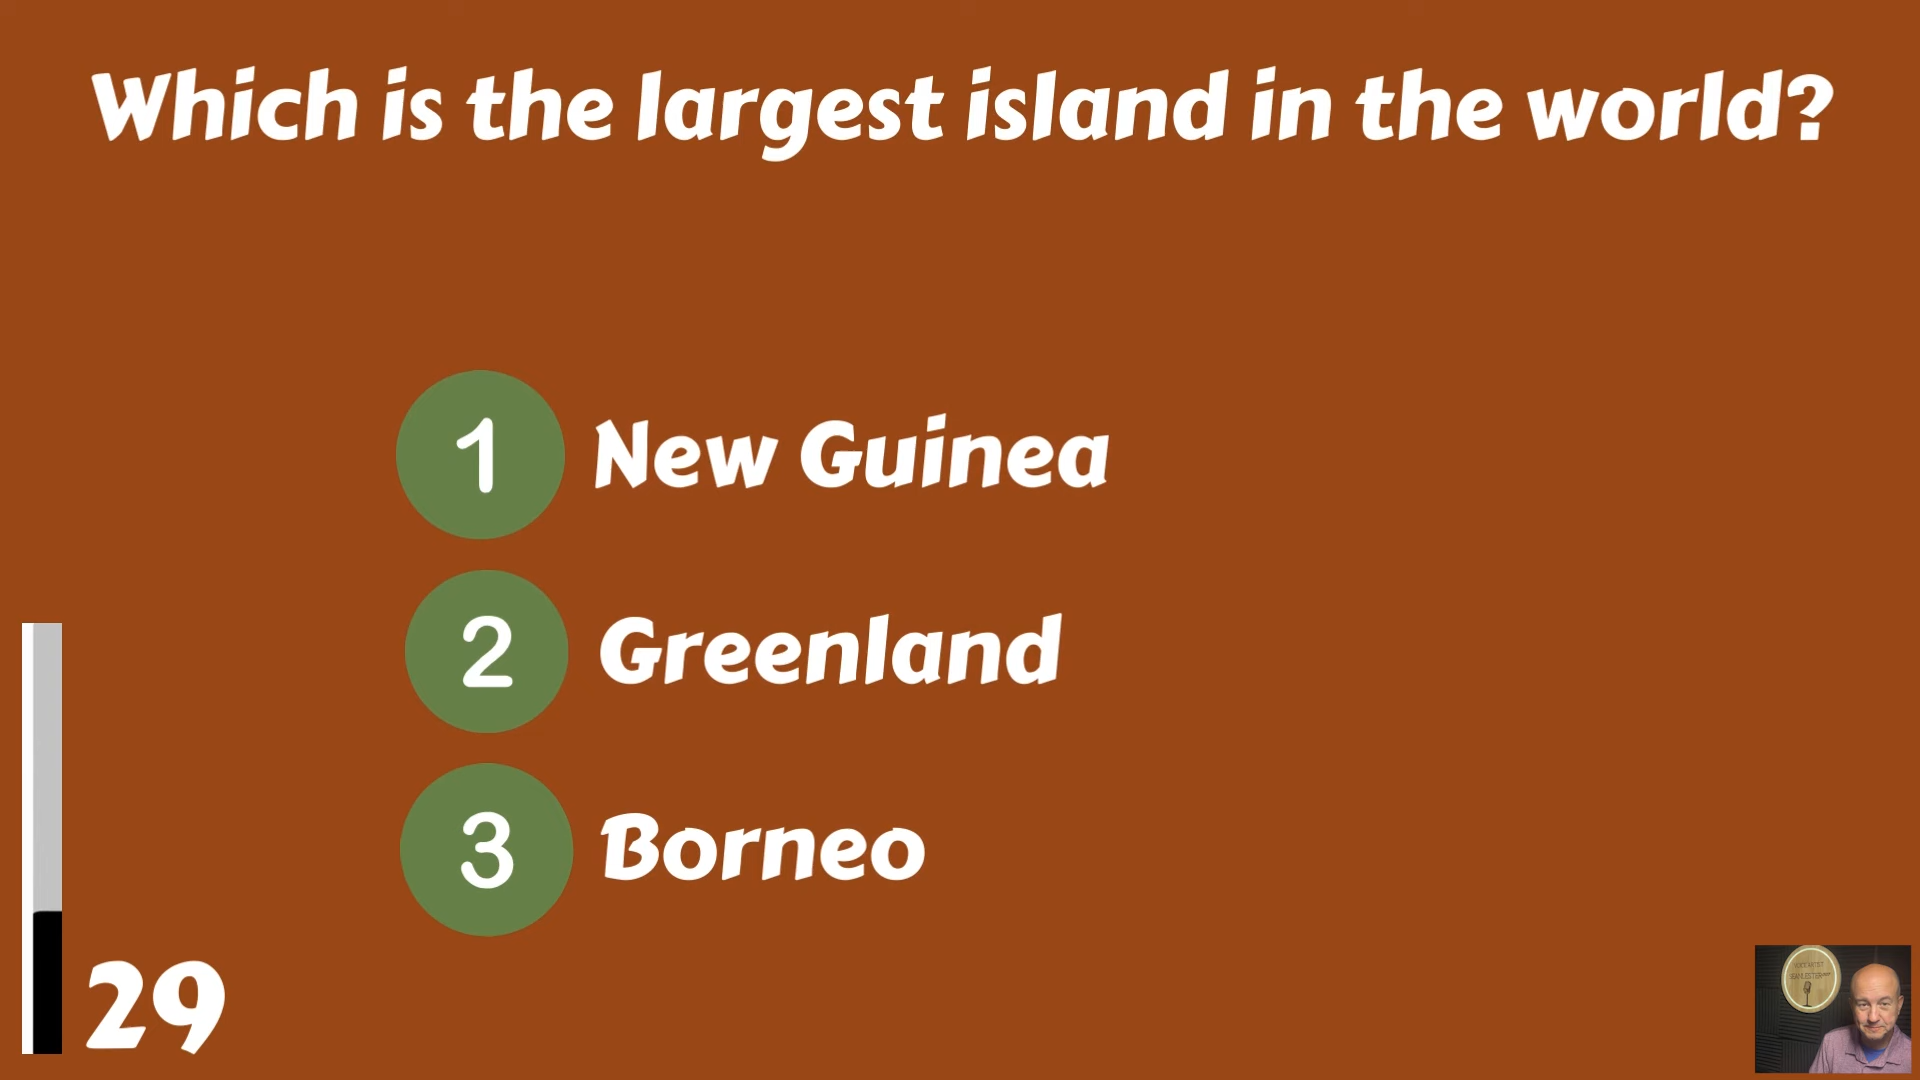 Which is the largest island in the world?
1 New Guinea
2 Greenland
3 Borneo
29